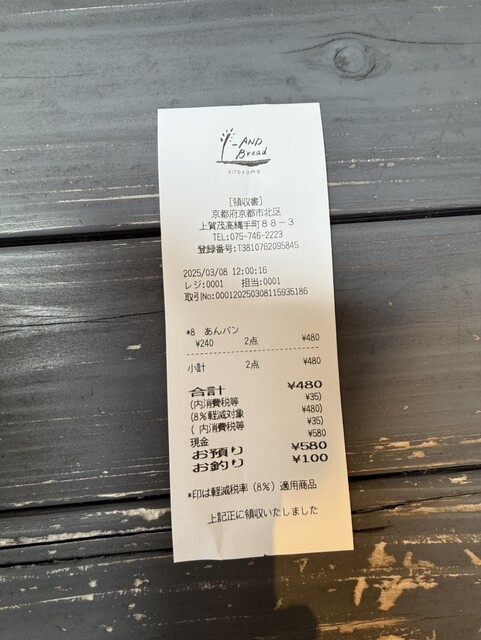 AND
Bread
kitayama
[領収書]
京都府京都市北区
上賀茂高縄手町88-3
TEL:075-746-2223
登録番号:T3810762095845
2025/03/08 12:00:16
レジ:0001 担当:0001
取引No:000120250308115935186
*8 あんパン
¥240 2点 ¥480
小計 2点 ¥480
合計 ¥480
(内消費税等 ¥35)
(8%軽減対象 ¥480)
( 内消費税等 ¥35)
現金 ¥580
お預り ¥580
お釣り ¥100
*印は軽減税率(8%)適用商品
上記正に領収いたしました